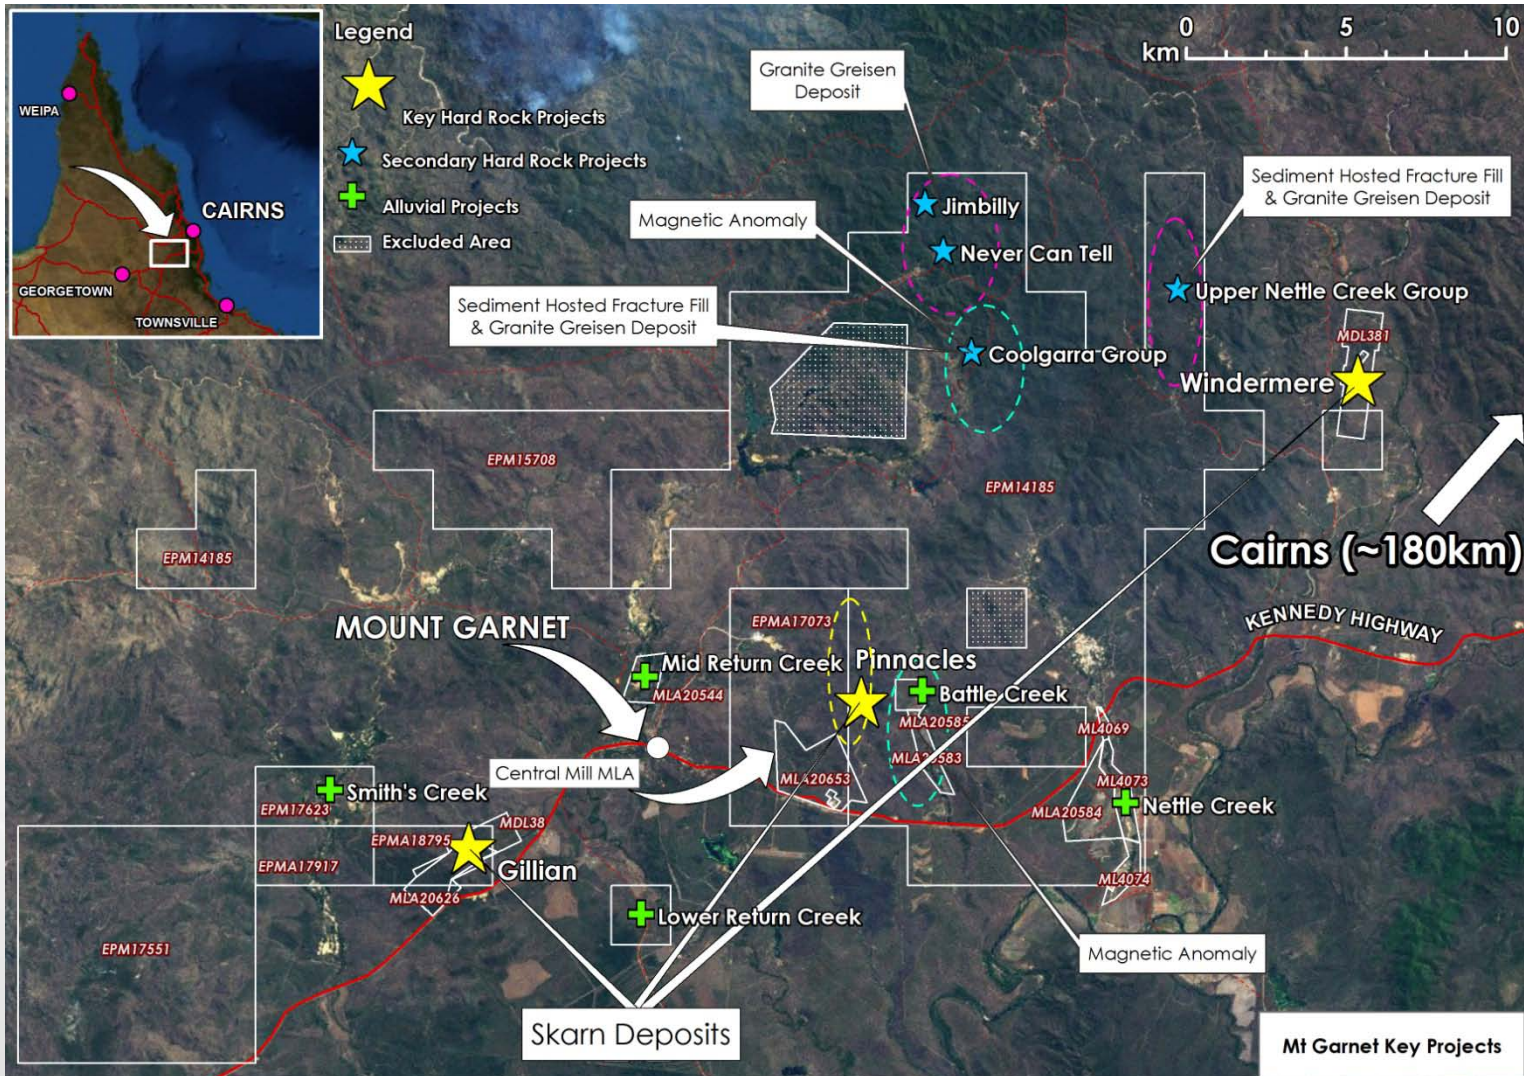 WEIPA
CAIRNS
GEORGETOWN
TOWNSVILLE
Legend
Key Hard Rock Projects
Secondary Hard Rock Projects
Alluvial Projects
Excluded Area
0 5 10
km
Granite Greisen
Deposit
Magnetic Anomaly
Sediment Hosted Fracture Fill
& Granite Greisen Deposit
Sediment Hosted Fracture Fill
& Granite Greisen Deposit
Jimbilly
Never Can Tell
Upper Nettle Creek Group
Coolgarra Group
MDL381
Windermere
EPM15708
EPM14185
EPM14185
Cairns (~180km)
KENNEDY HIGHWAY
MOUNT GARNET
EPMA17073
Pinnacles
Mid Return Creek
MLA20544
Battle Creek
MLA20585
MLA20583
ML4069
Central Mill MLA
MLA20653
ML4073
Nettle Creek
MLA20584
ML4074
Smith's Creek
EPM17623
EPMA18795
MDL38
EPMA17917
Gillian
MLA20626
Lower Return Creek
EPM17551
Magnetic Anomaly
Skarn Deposits
Mt Garnet Key Projects